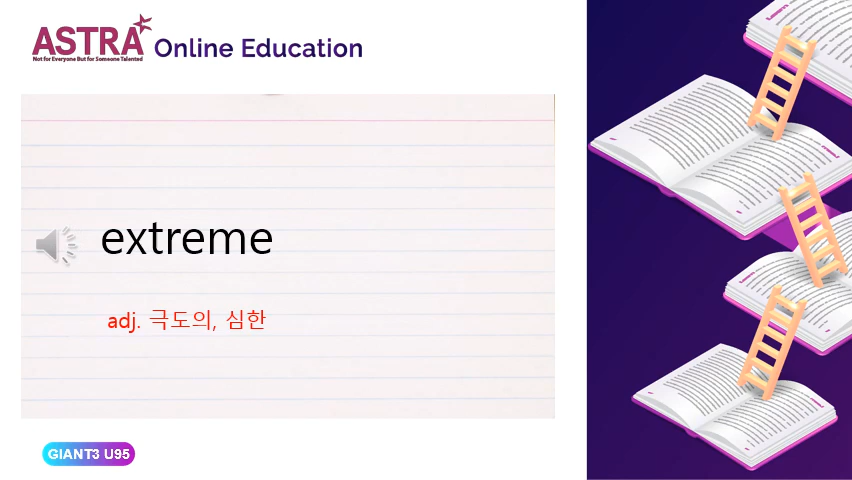 ASTRA
Not for Everyone But for Someone Talented
Online Education
extreme
adj. 극도의, 심한
GIANT3 U95